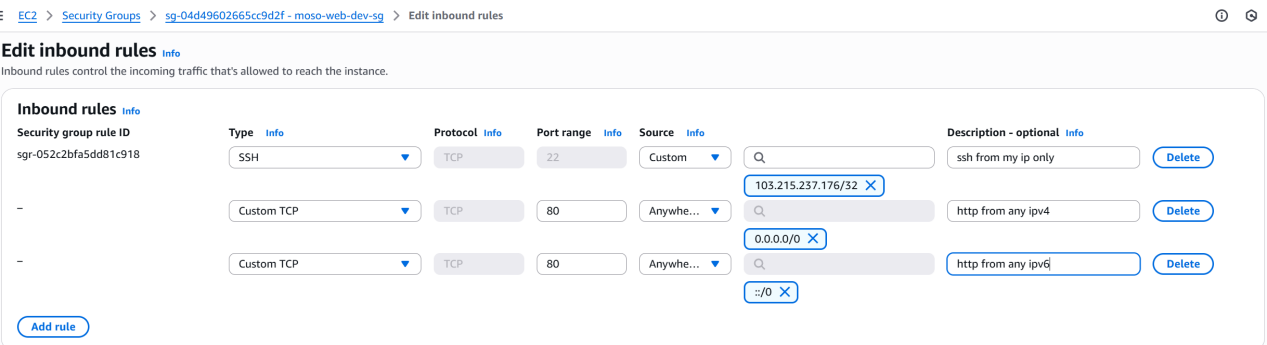 EC2 > Security Groups > sg-04d49602665cc9d2f - moso-web-dev-sg > Edit inbound rules
Edit inbound rules Info
Inbound rules control the incoming traffic that's allowed to reach the instance.
Inbound rules Info
Security group rule ID Type Info Protocol Info Port range Info Source Info Description - optional Info
sgr-052c2bfa5dd81c918 SSH TCP 22 Custom ssh from my ip only Delete
103.215.237.176/32
– Custom TCP TCP 80 Anywhe... http from any ipv4 Delete
0.0.0.0/0
– Custom TCP TCP 80 Anywhe... http from any ipv6 Delete
::/0
Add rule